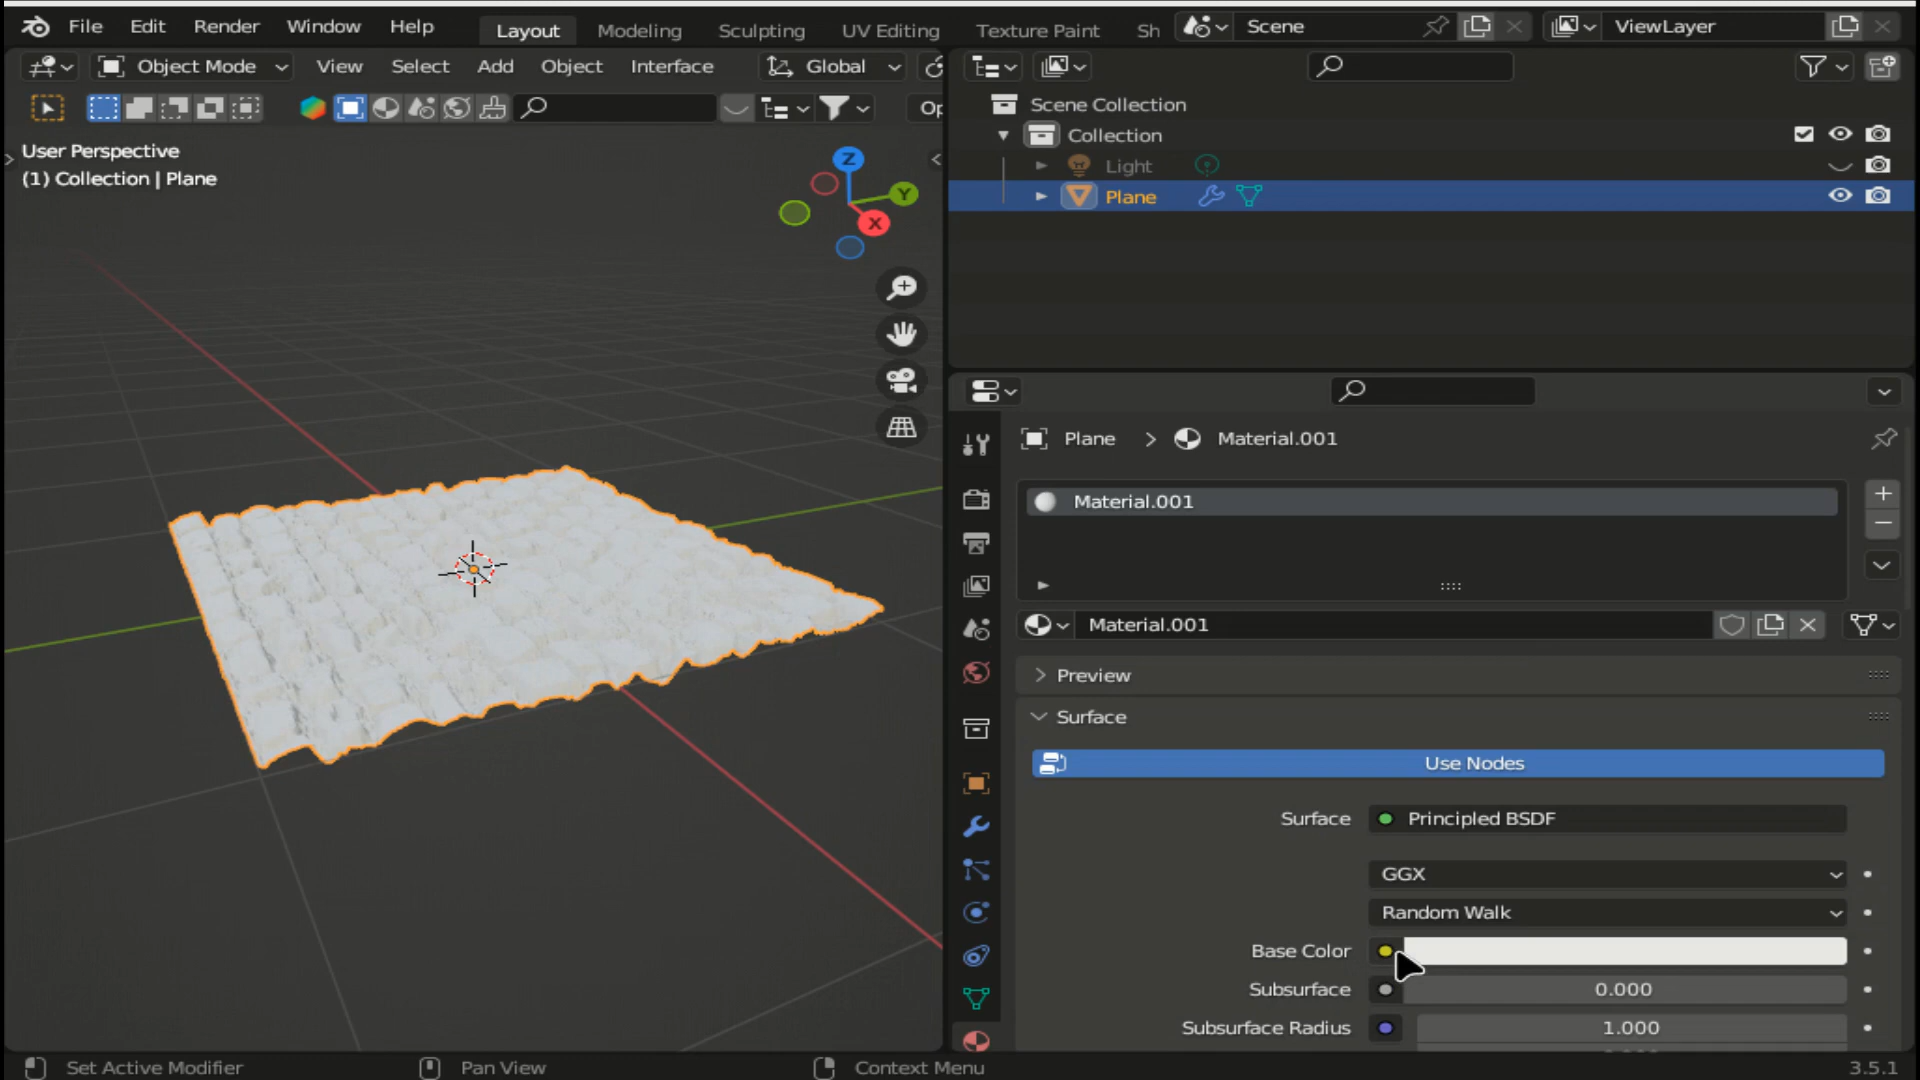 File Edit Render Window Help Layout Modeling Sculpting UV Editing Texture Paint Sh Scene ViewLayer
Object Mode View Select Add Object Interface Global
Op
User Perspective
(1) Collection | Plane
Z
Y
X
Scene Collection
Collection
Light
Plane
Plane > Material.001
Material.001
Material.001
Preview
Surface
Use Nodes
Surface Principled BSDF
GGX
Random Walk
Base Color
Subsurface 0.000
Subsurface Radius 1.000
Set Active Modifier Pan View Context Menu 3.5.1